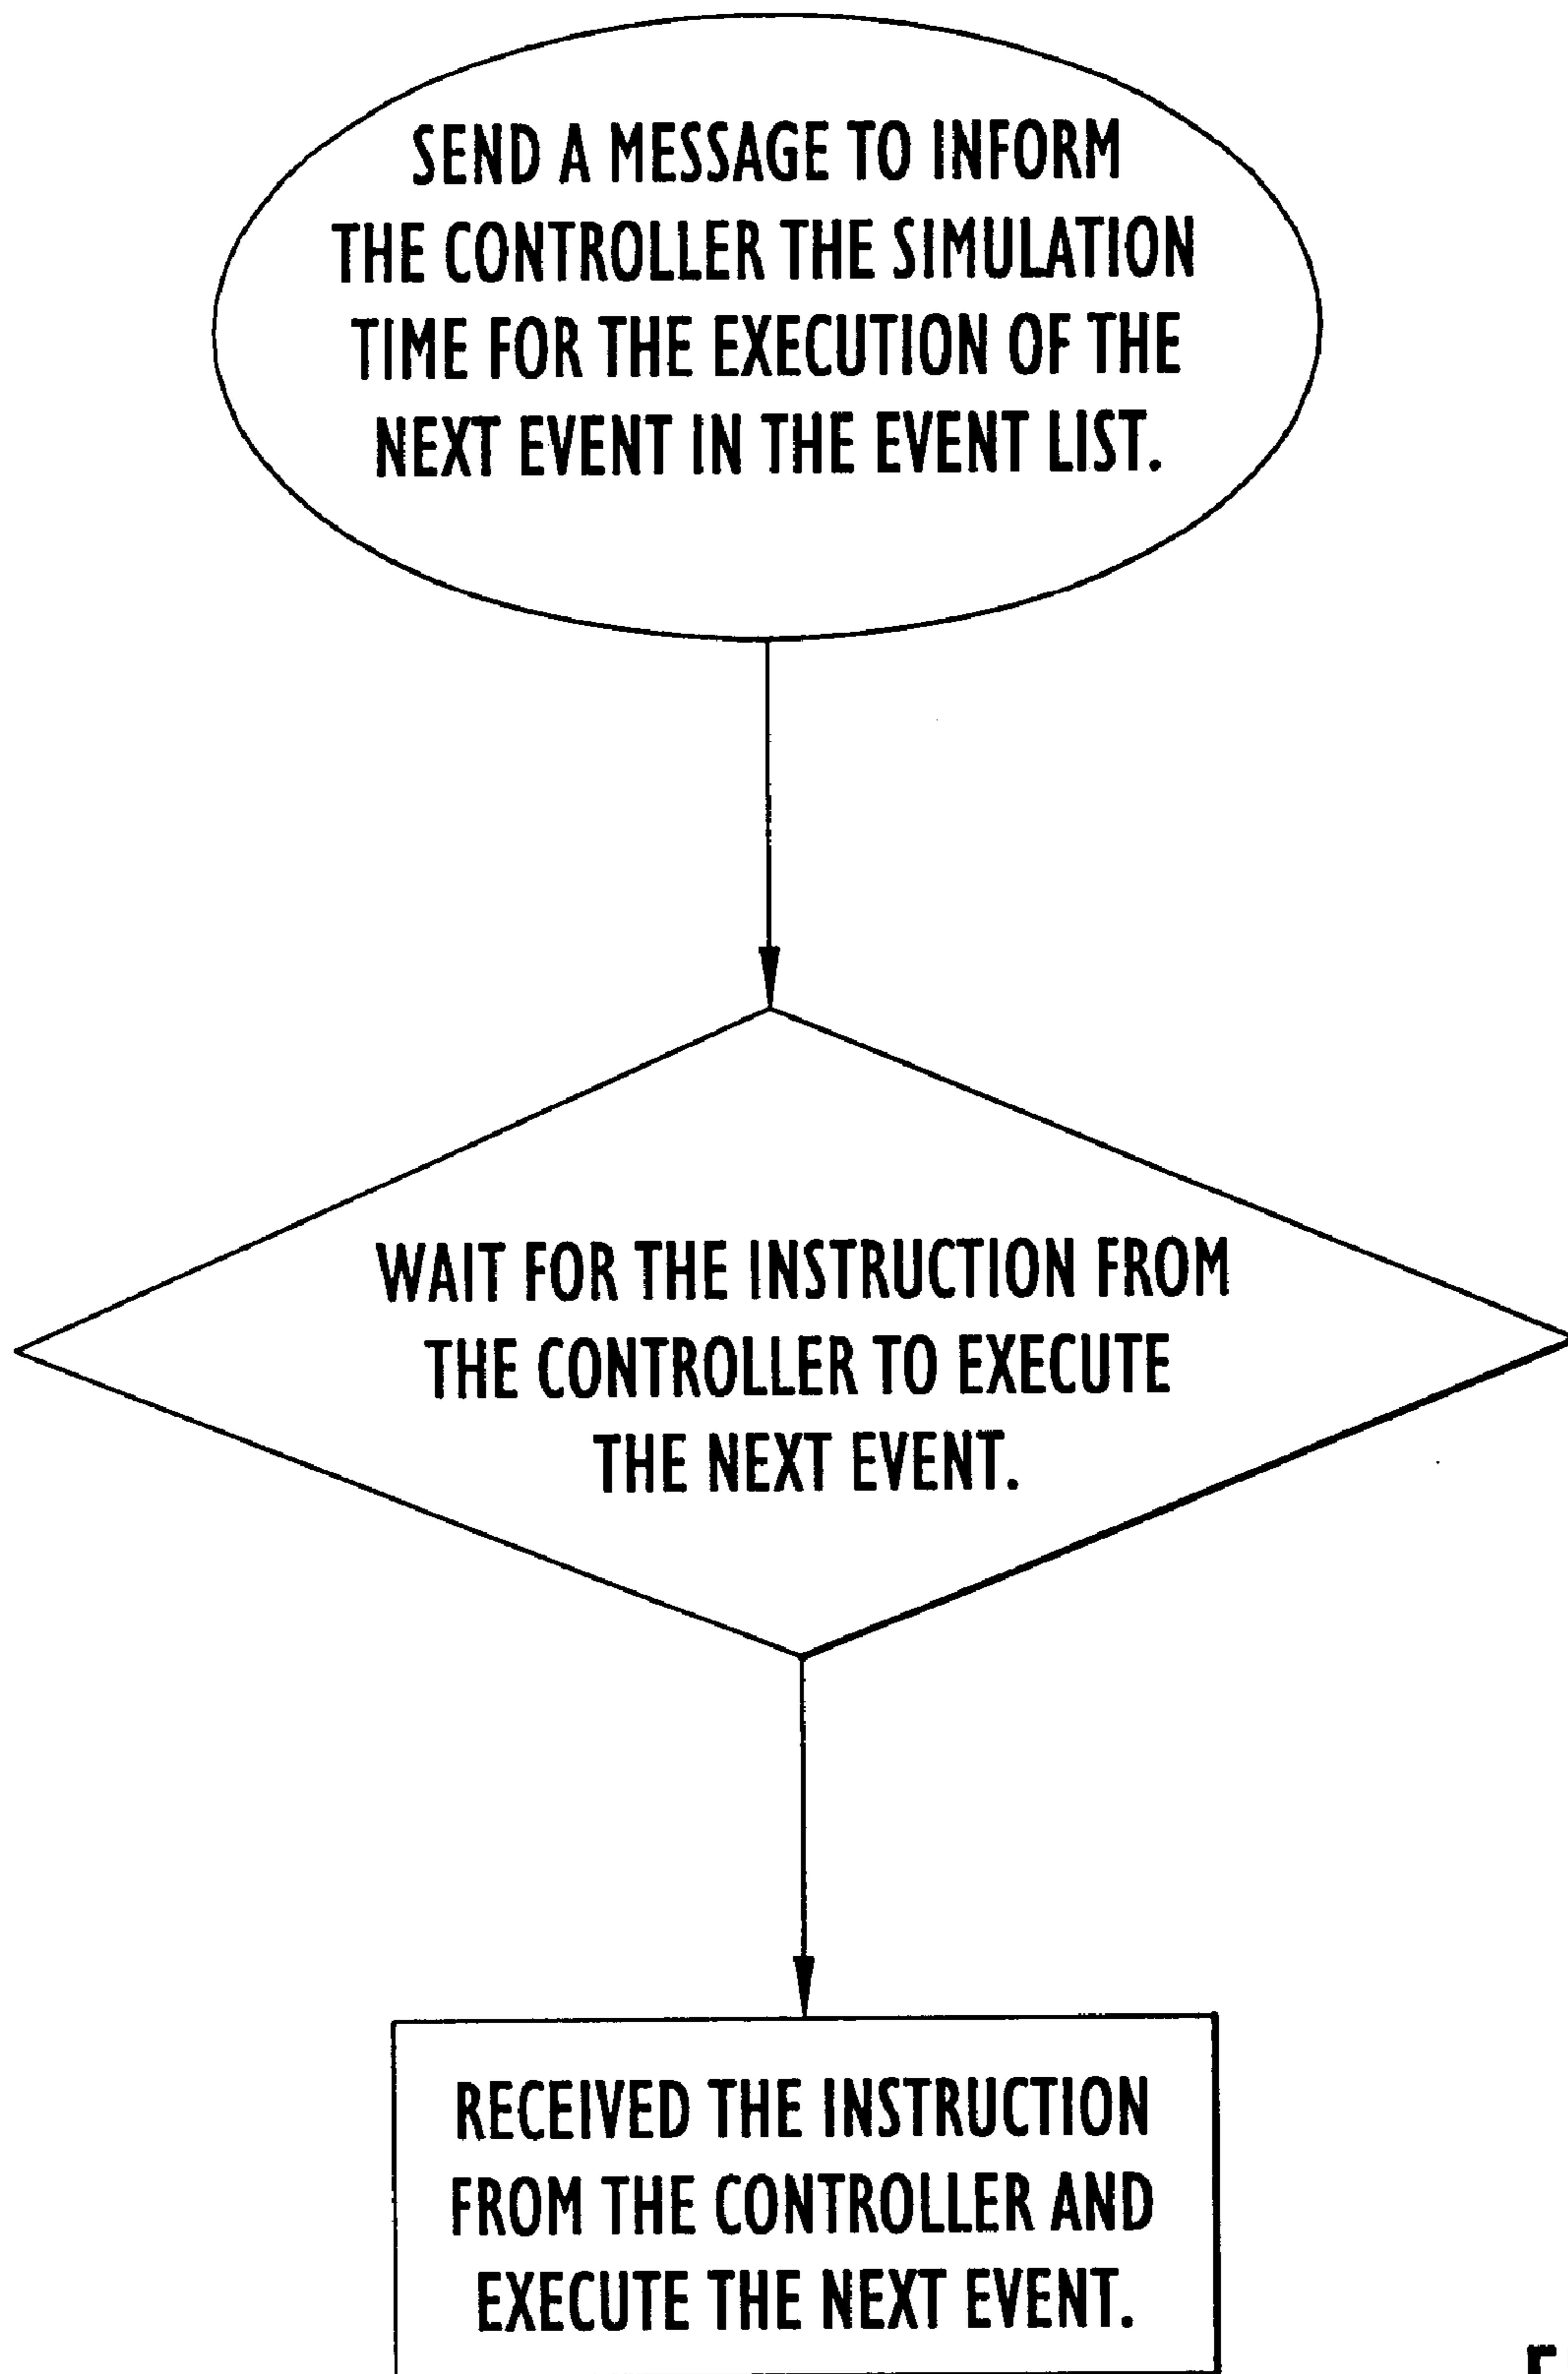 SEND A MESSAGE TO INFORM
THE CONTROLLER THE SIMULATION
TIME FOR THE EXECUTION OF THE
NEXT EVENT IN THE EVENT LIST.
WAIT FOR THE INSTRUCTION FROM
THE CONTROLLER TO EXECUTE
THE NEXT EVENT.
RECEIVED THE INSTRUCTION
FROM THE CONTROLLER AND
EXECUTE THE NEXT EVENT.